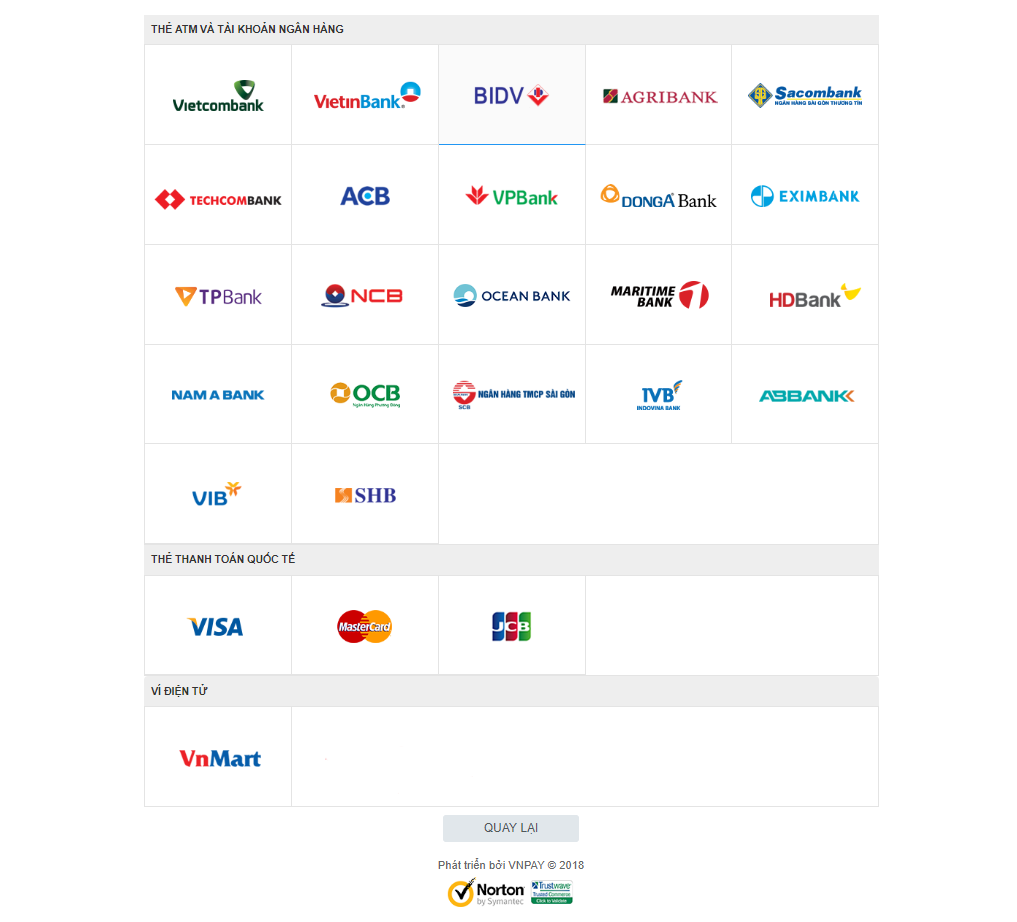 THẺ ATM VÀ TÀI KHOẢN NGÂN HÀNG
Vietcombank
VietinBank
BIDV
AGRIBANK
Sacombank
NGÂN HÀNG SÀI GÒN THƯƠNG TÍN
TECHCOMBANK
ACB
VPBank
DONGA Bank
EXIMBANK
TPBank
NCB
OCEAN BANK
MARITIME
BANK
HDBank
NAM A BANK
OCB
Ngân Hàng Phương Đông
SCB
NGÂN HÀNG TMCP SÀI GÒN
IVB
INDOVINA BANK
ABBANK
VIB
SHB
THẺ THANH TOÁN QUỐC TẾ
VISA
MasterCard
JCB
VÍ ĐIỆN TỬ
VnMart
QUAY LẠI
Phát triển bởi VNPAY © 2018
Norton
by Symantec
Trustwave
Trusted Commerce
Click to Validate